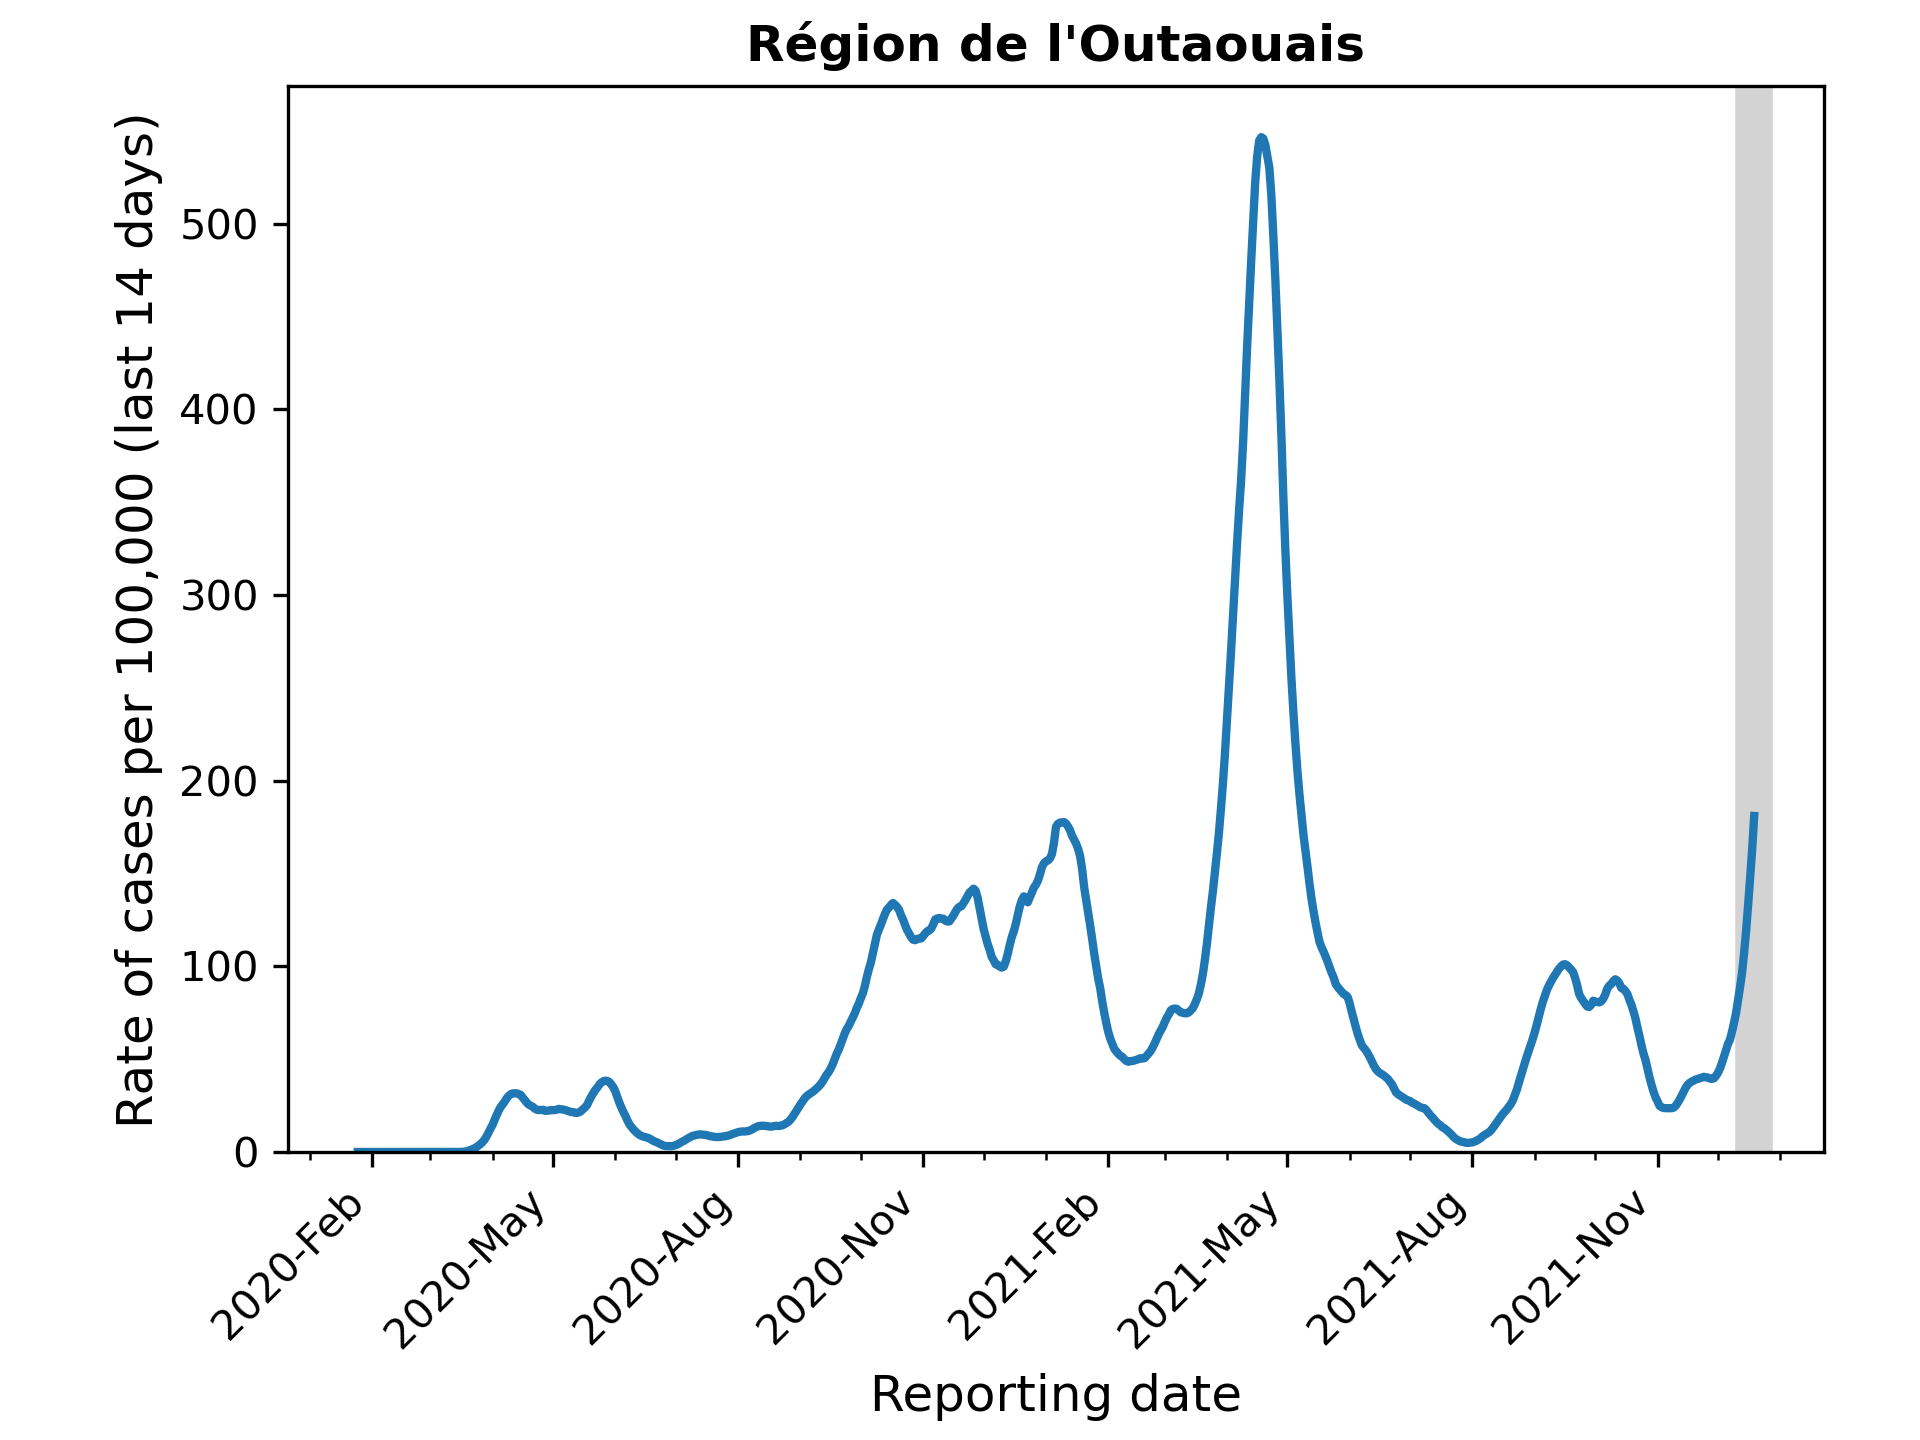 Région de l'Outaouais
Rate of cases per 100,000 (last 14 days)
500
400
300
200
100
0
2020-Feb
2020-May
2020-Aug
2020-Nov
2021-Feb
2021-May
2021-Aug
2021-Nov
Reporting date